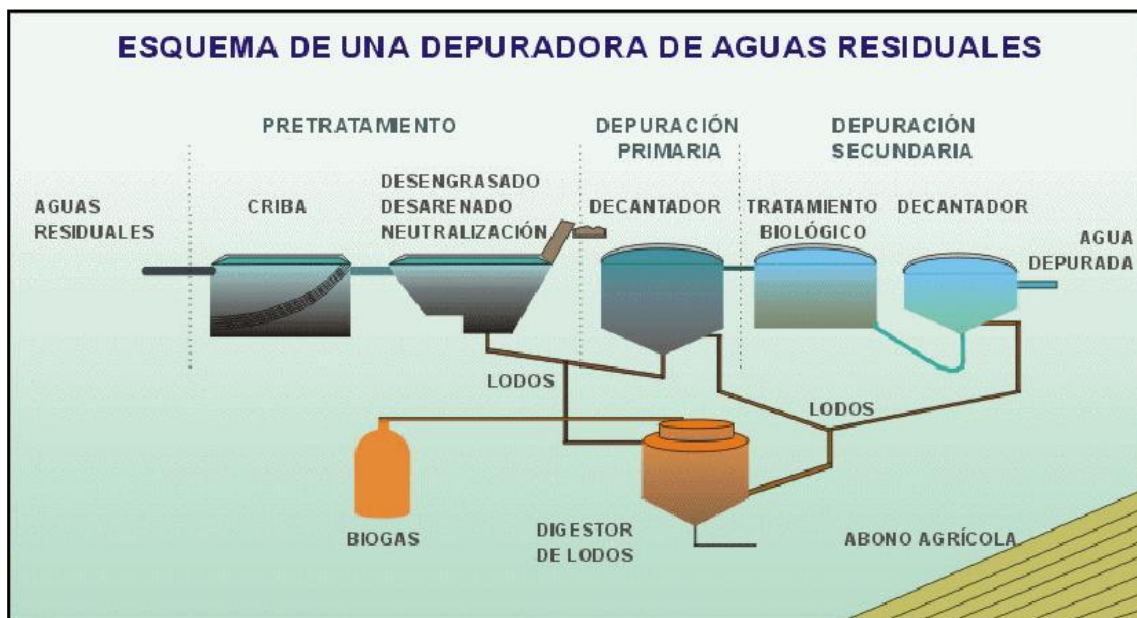 ESQUEMA DE UNA DEPURADORA DE AGUAS RESIDUALES
PRETRATAMIENTO
DEPURACIÓN
PRIMARIA
DEPURACIÓN
SECUNDARIA
AGUAS
RESIDUALES
CRIBA
DESENGRASADO
DESARENADO
NEUTRALIZACIÓN
DECANTADOR
TRATAMIENTO
BIOLÓGICO
DECANTADOR
AGUA
DEPURADA
LODOS
LODOS
BIOGAS
DIGESTOR
DE LODOS
ABONO AGRÍCOLA